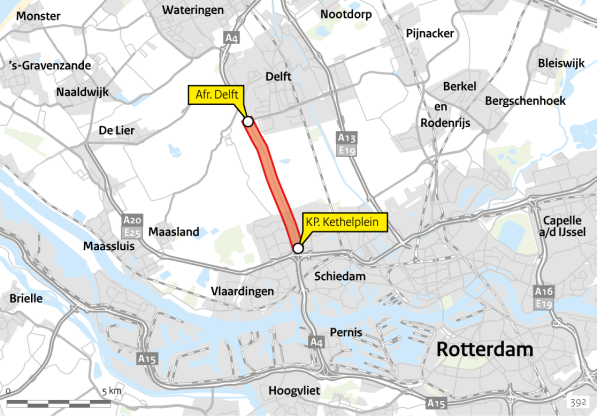 Monster
Wateringen
Nootdorp
A4
Pijnacker
's-Gravenzande
Delft
Bleiswijk
Naaldwijk
Afr. Delft
Berkel
en
Rodenrijs
Bergschenhoek
De Lier
A13
E19
A20
E25
Maasland
KP. Kethelplein
Capelle
a/d IJssel
Maassluis
Schiedam
Vlaardingen
A16
E19
Brielle
Pernis
A4
Rotterdam
A15
Hoogvliet
0
5 km
A15
392